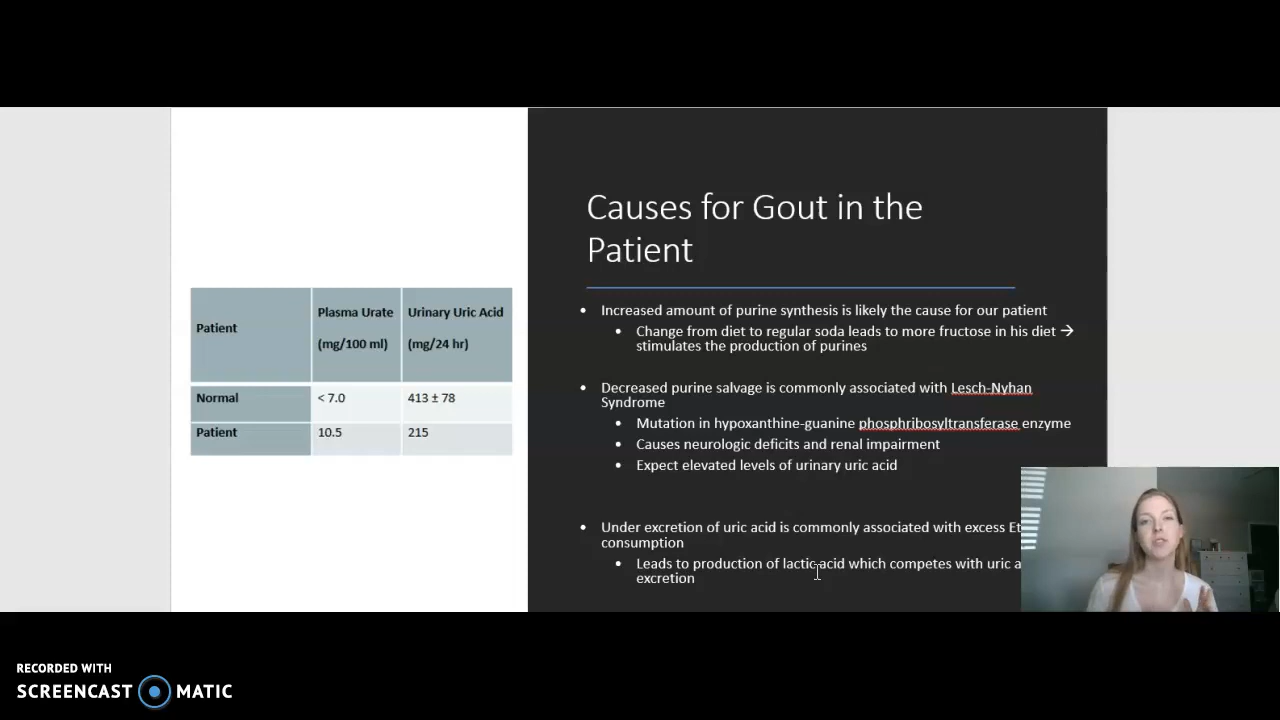 Causes for Gout in the
Patient
Patient
Plasma Urate
(mg/100 ml)
Urinary Uric Acid
(mg/24 hr)
Normal
< 7.0
413 ± 78
Patient
10.5
215
• Increased amount of purine synthesis is likely the cause for our patient
• Change from diet to regular soda leads to more fructose in his diet →
stimulates the production of purines
• Decreased purine salvage is commonly associated with Lesch-Nyhan
Syndrome
• Mutation in hypoxanthine-guanine phosphribosyltransferase enzyme
• Causes neurologic deficits and renal impairment
• Expect elevated levels of urinary uric acid
• Under excretion of uric acid is commonly associated with excess
consumption
• Leads to production of lactic acid which competes with uric
excretion
RECORDED WITH
SCREENCAST MATIC